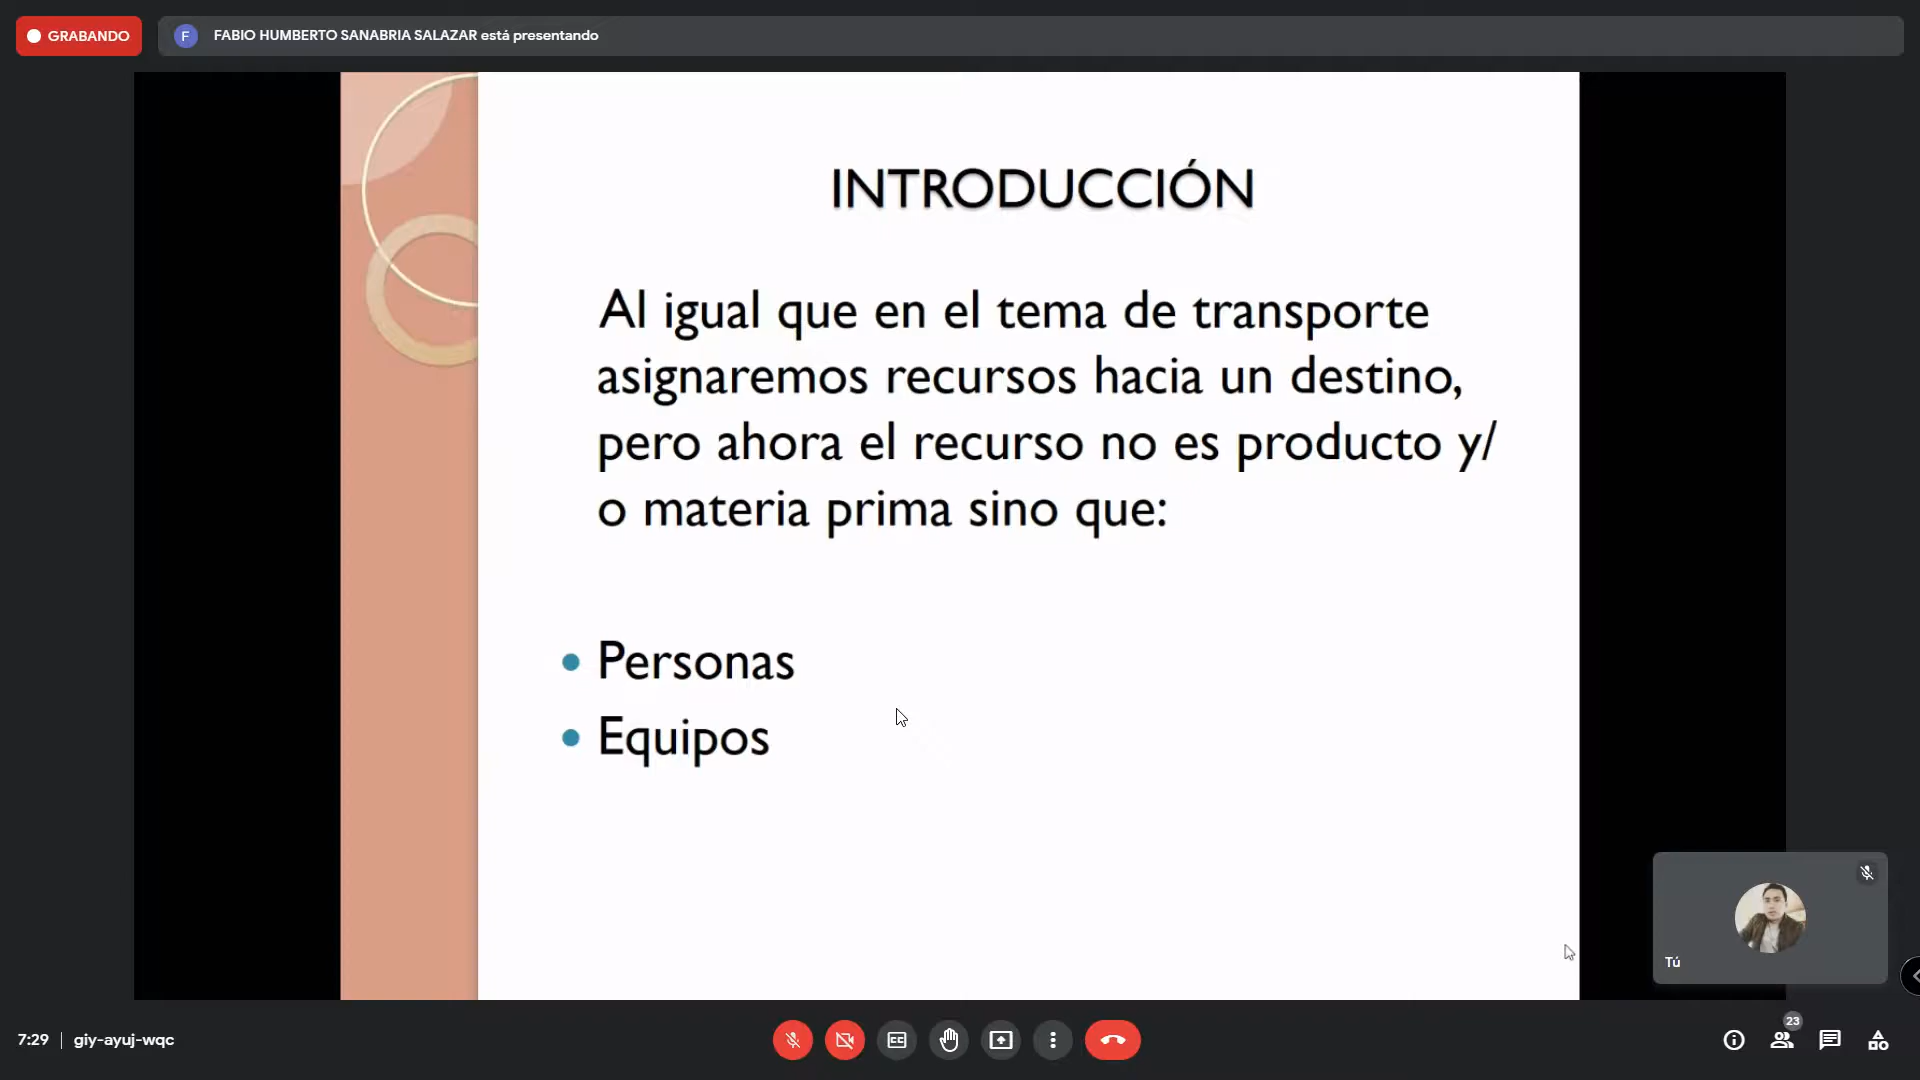 GRABANDO
F
FABIO HUMBERTO SANABRIA SALAZAR está presentando
INTRODUCCIÓN
Al igual que en el tema de transporte
asignaremos recursos hacia un destino,
pero ahora el recurso no es producto y/
o materia prima sino que:
• Personas
• Equipos
Tú
7:29 | giy-ayuj-wqc
CC
23